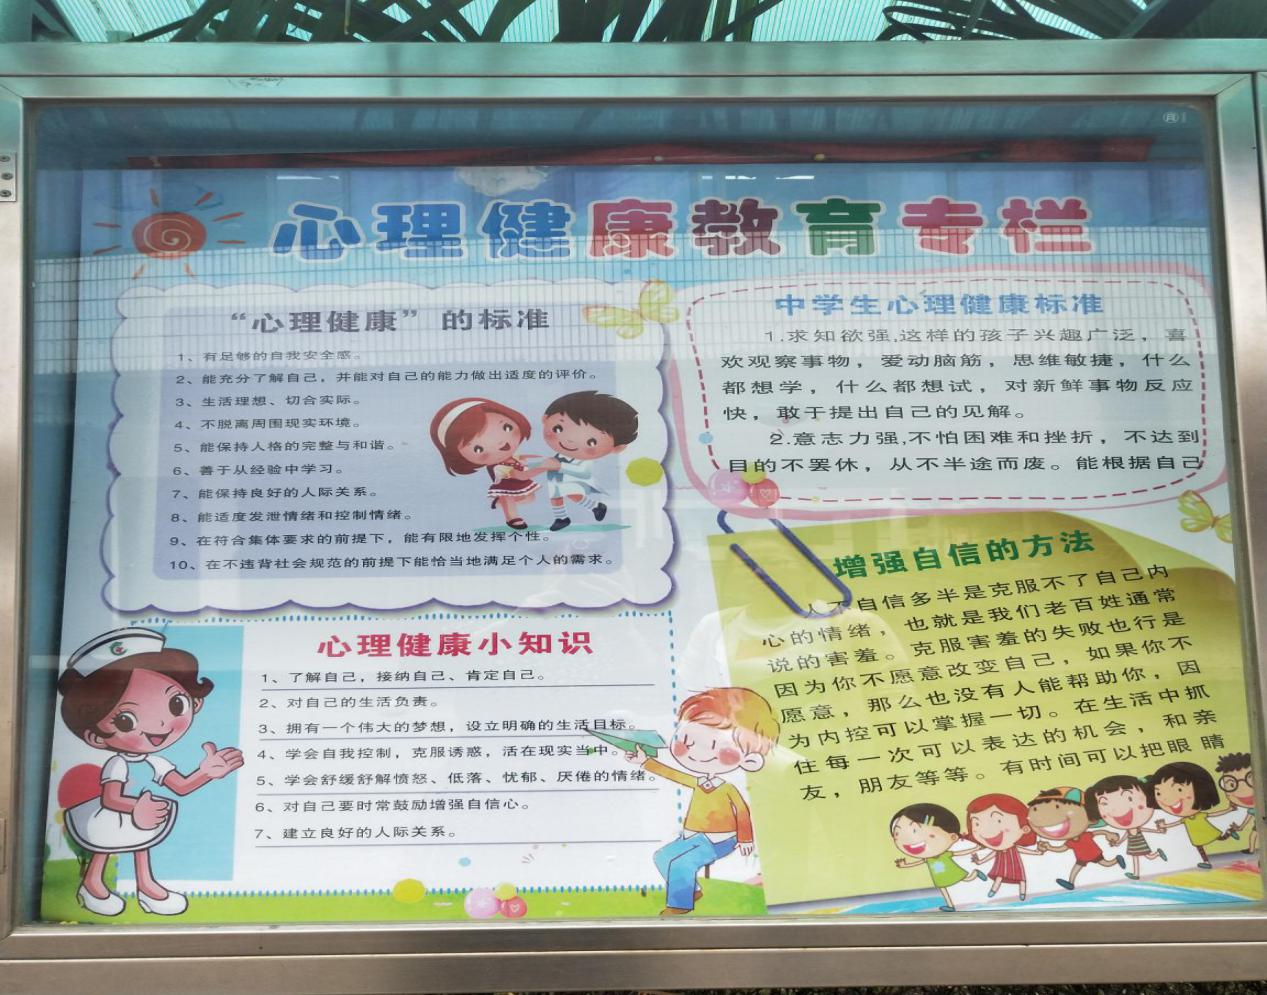 心理健康教育专栏
“心理健康”的标准
1、有足够的自我安全感。
2、能充分了解自己，并能对自己的能力做出适度的评价。
3、生活理想、切合实际。
4、不脱离周围现实环境。
5、能保持人格的完整与和谐。
6、善于从经验中学习。
7、能保持良好的人际关系。
8、能适度发泄情绪和控制情绪。
9、在符合集体要求的前提下，能有限地发挥个性。
10、在不违背社会规范的前提下能恰当地满足个人的需求。
中学生心理健康标准
1.求知欲强,这样的孩子兴趣广泛，喜
欢观察事物，爱动脑筋，思维敏捷，什么
都想学，什么都想试，对新鲜事物反应
快，敢于提出自己的见解。
2.意志力强,不怕困难和挫折，不达到
目的不罢休，从不半途而废。能根据自己
心理健康小知识
1、了解自己，接纳自己、肯定自己。
2、对自己的生活负责。
3、拥有一个伟大的梦想，设立明确的生活目标。
4、学会自我控制，克服诱惑，活在现实当中。
5、学会舒缓舒解愤怒、低落、忧郁、厌倦的情绪。
6、对自己要时常鼓励增强自信心。
7、建立良好的人际关系。
增强自信的方法
人不自信多半是克服不了自己内
心的情绪，也就是我们老百姓通常
说的害羞。克服害羞的失败也行是
因为你不愿意改变自己，如果你不
愿意，那么也没有人能帮助你，因
为内控可以掌握一切。在生活中抓
住每一次可以表达的机会，和亲
友，朋友等等。有时间可以把眼睛